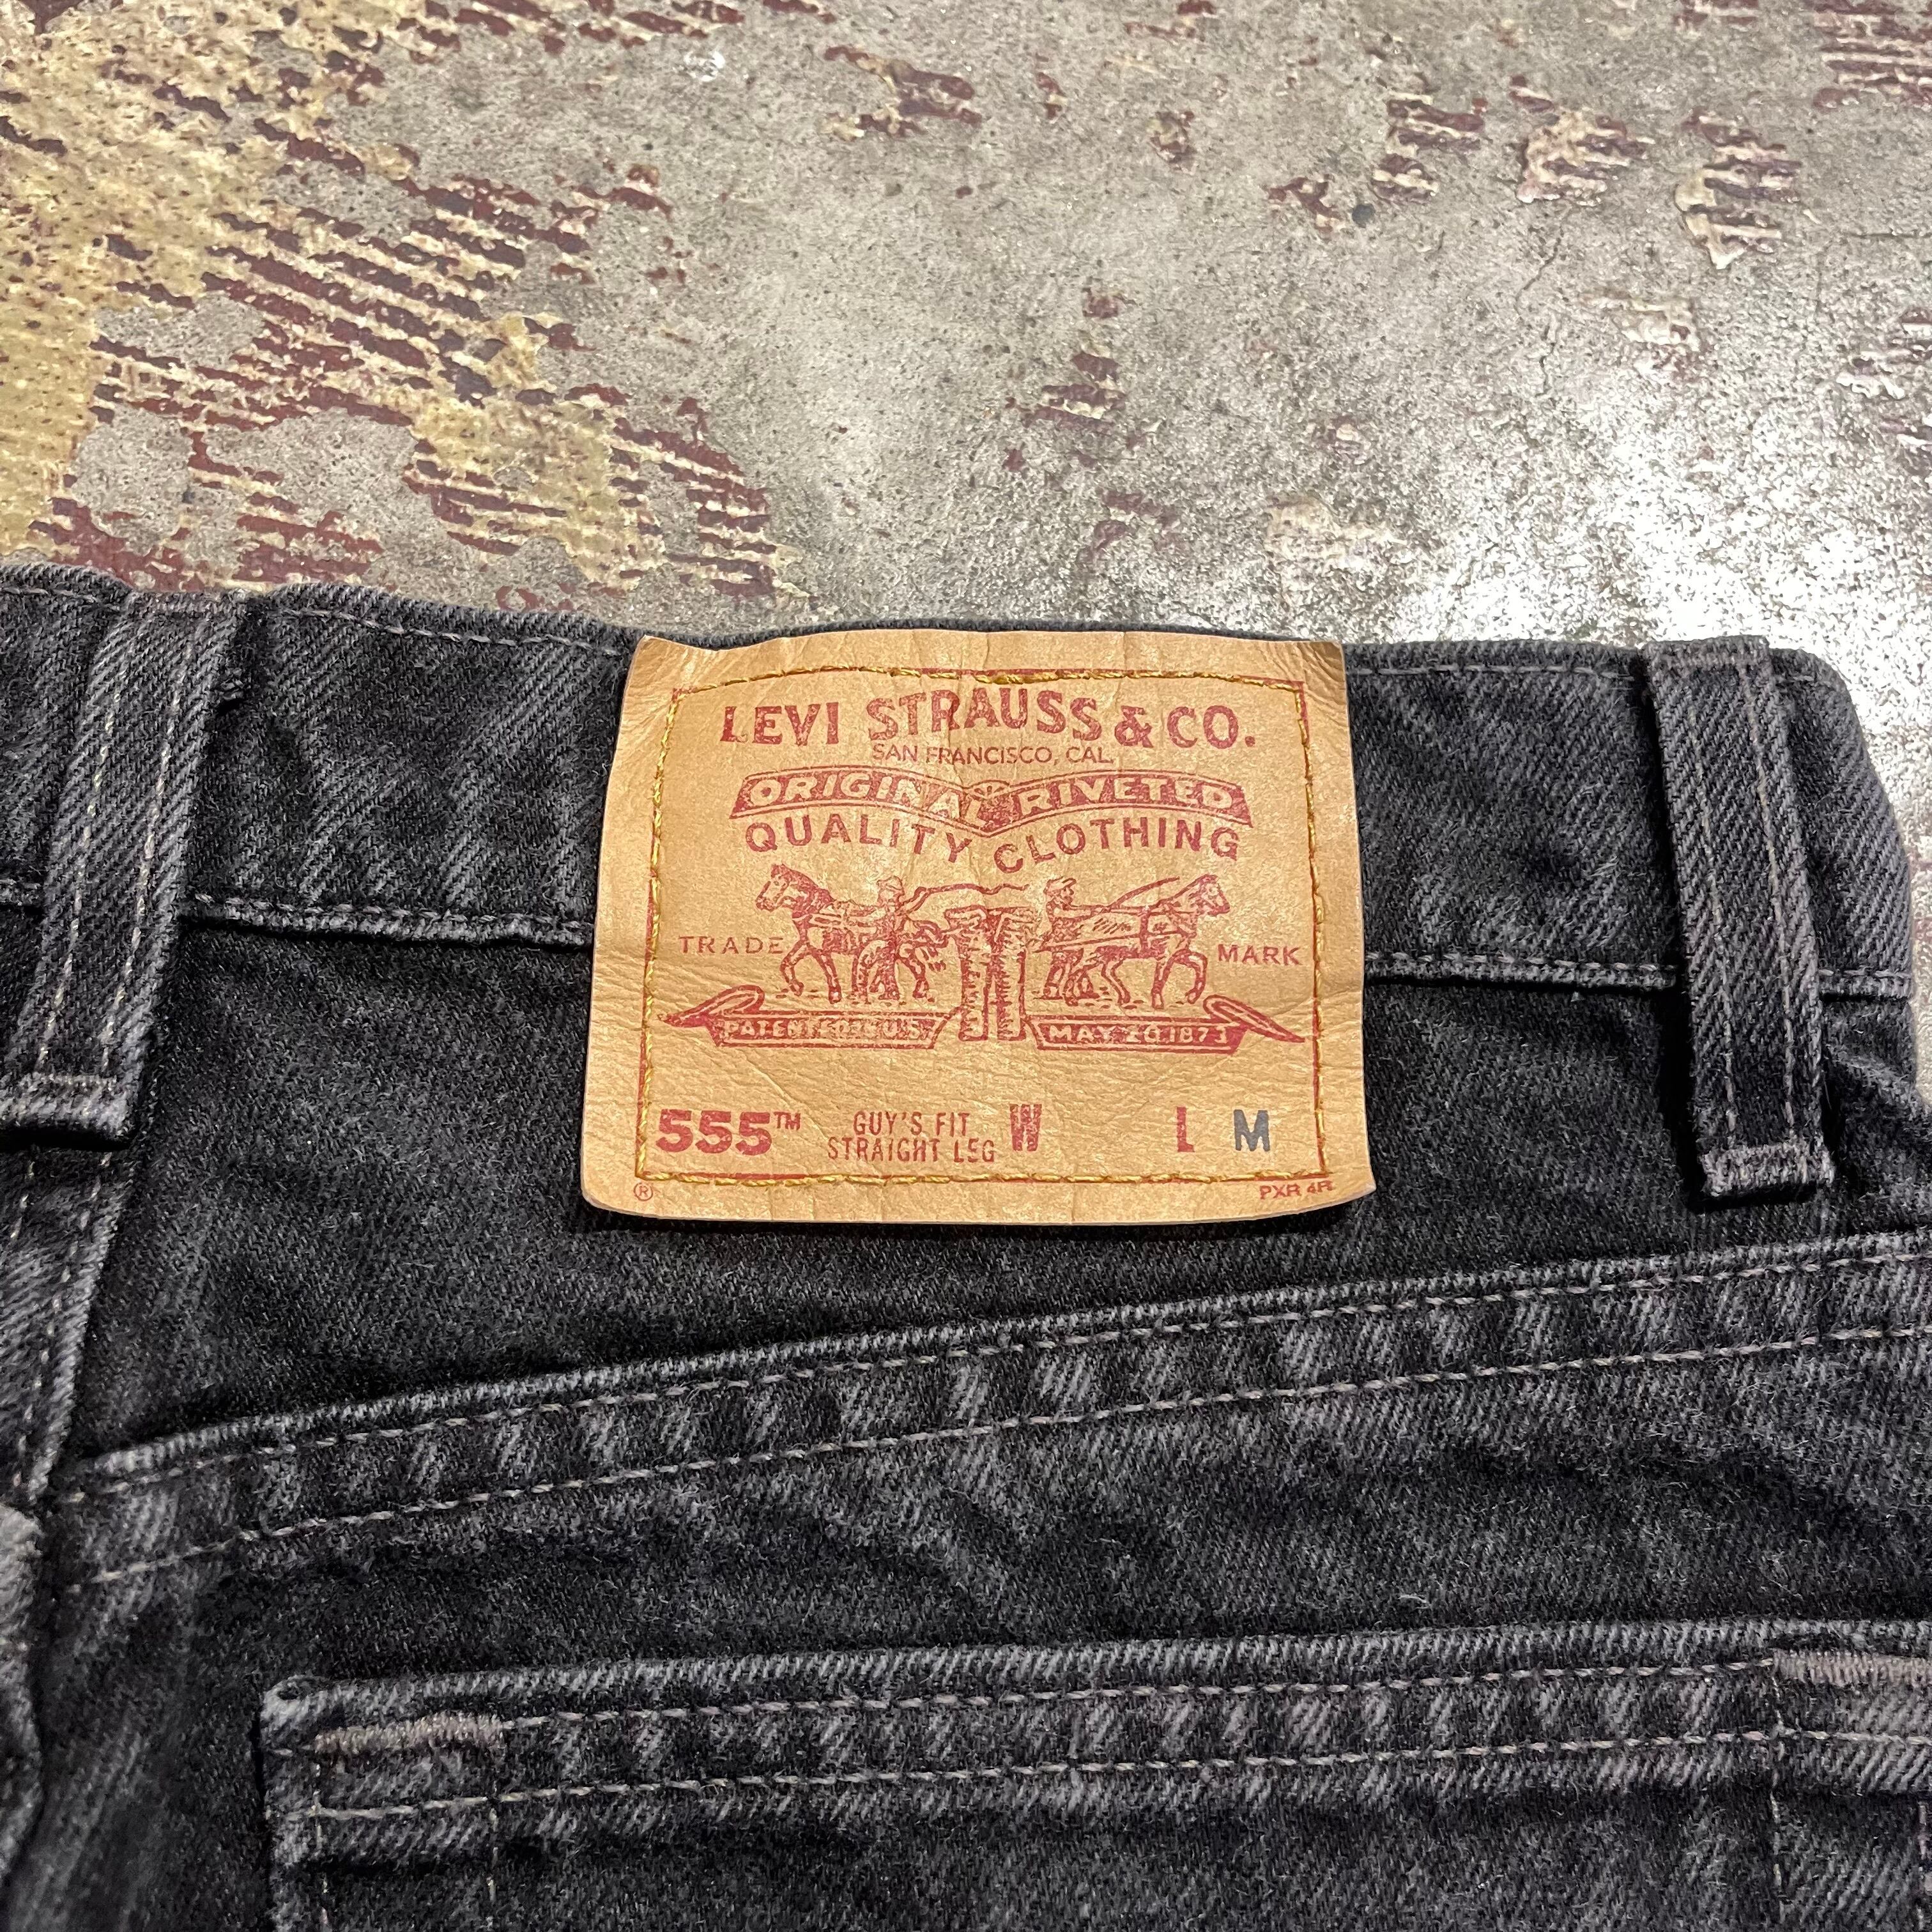 LEVI STRAUSS & CO.
SAN FRANCISCO, CAL.
ORIGINAL RIVETED
QUALITY CLOTHING
TRADE MARK
PATENTED IN U.S. MAY 20 1873
555™ GUY'S FIT W L M
STRAIGHT LEG
® PXR 4R